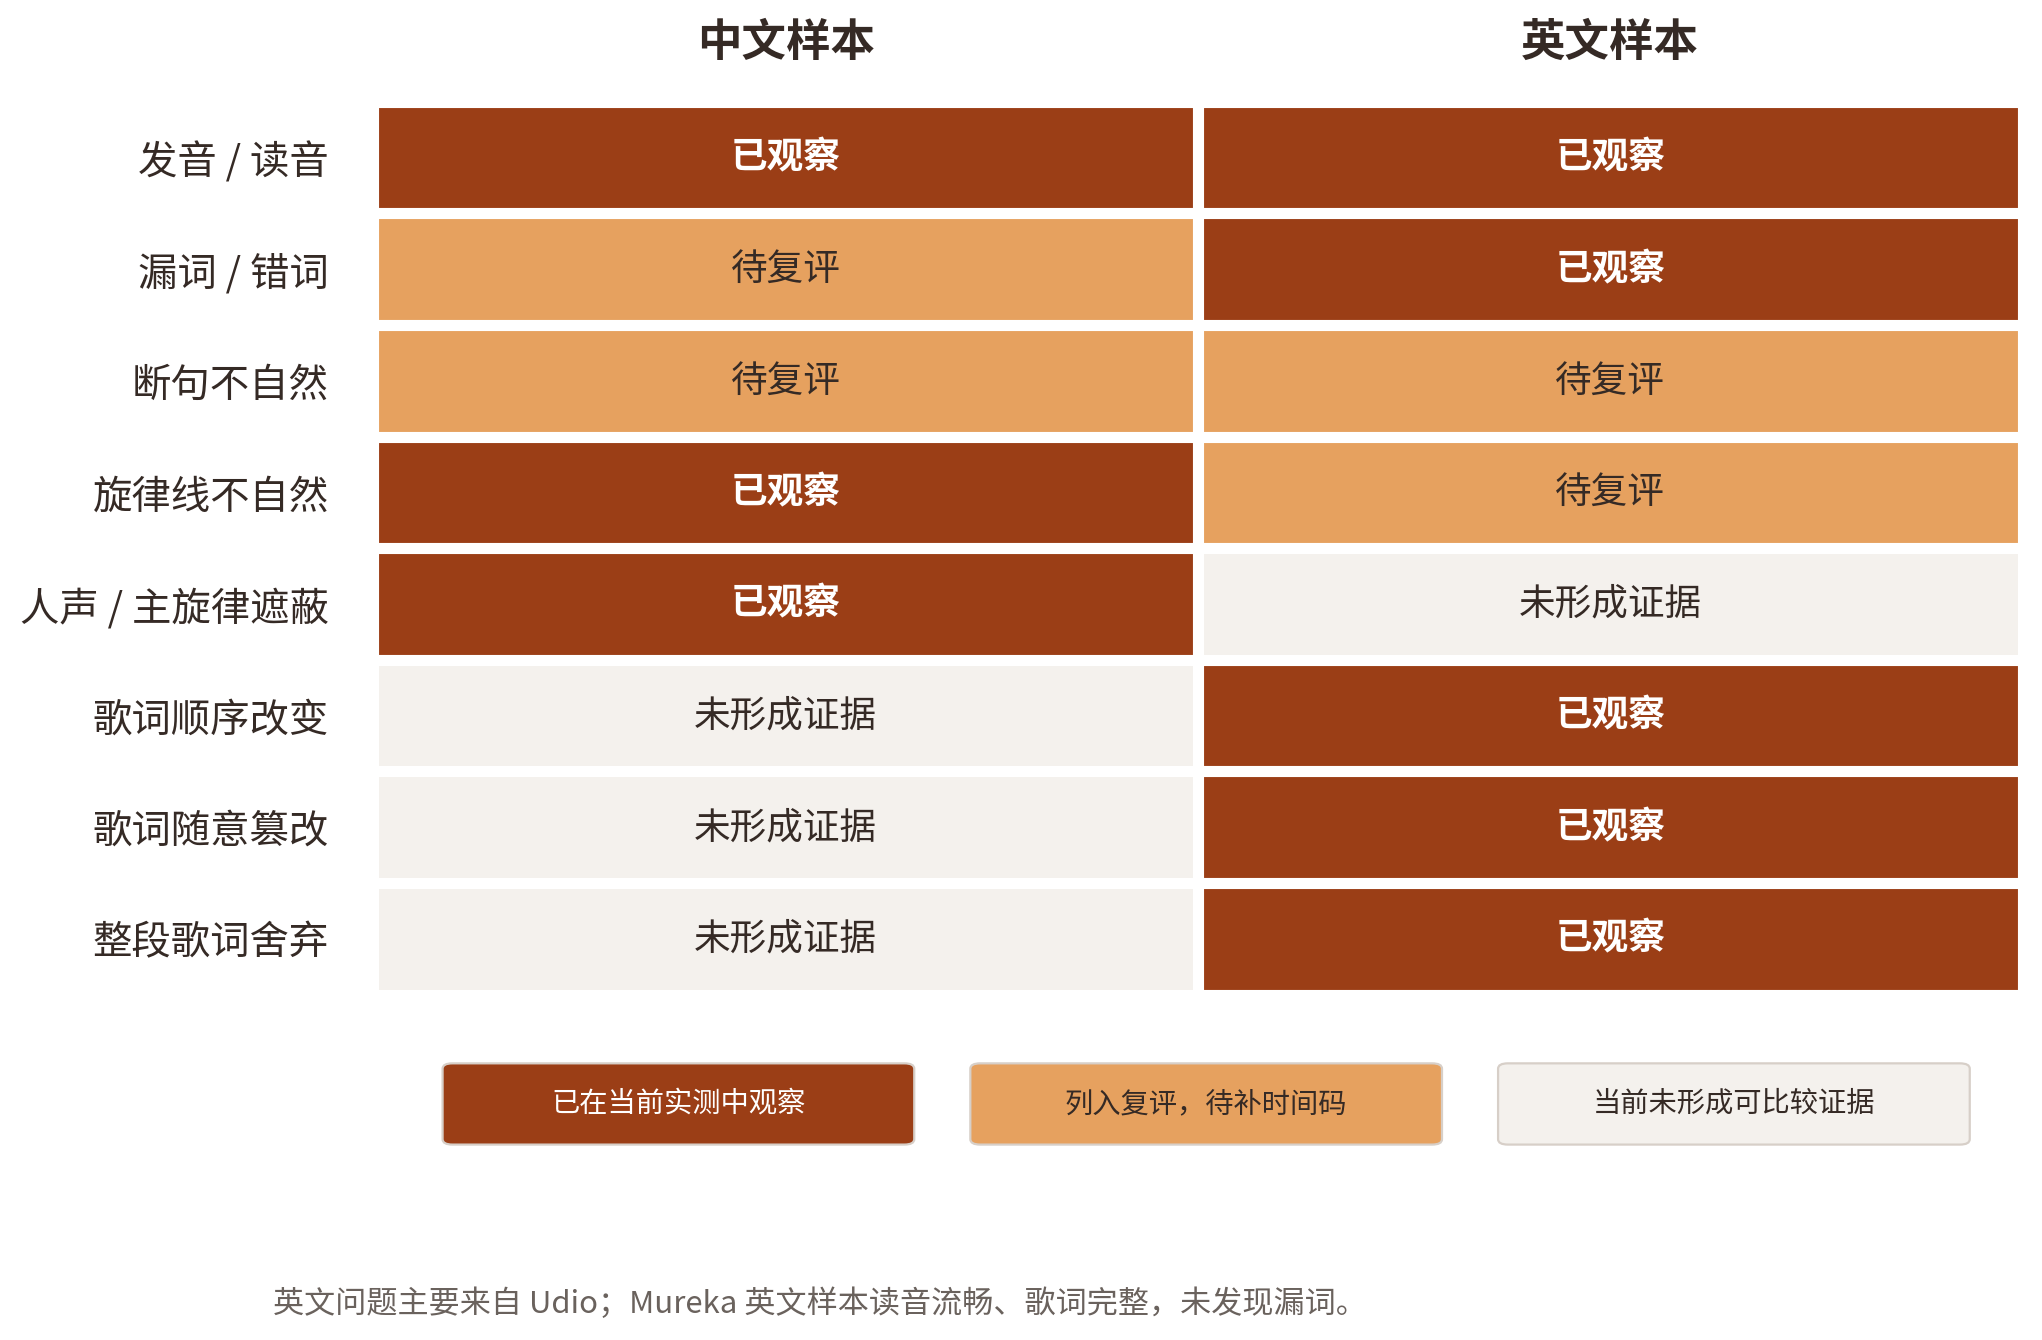 中文样本 英文样本
发音 / 读音 已观察 已观察
漏词 / 错词 待复评 已观察
断句不自然 待复评 待复评
旋律线不自然 已观察 待复评
人声 / 主旋律遮蔽 已观察 未形成证据
歌词顺序改变 未形成证据 已观察
歌词随意篡改 未形成证据 已观察
整段歌词舍弃 未形成证据 已观察
已在当前实测中观察 列入复评，待补时间码 当前未形成可比较证据
英文问题主要来自 Udio；Mureka 英文样本读音流畅、歌词完整，未发现漏词。